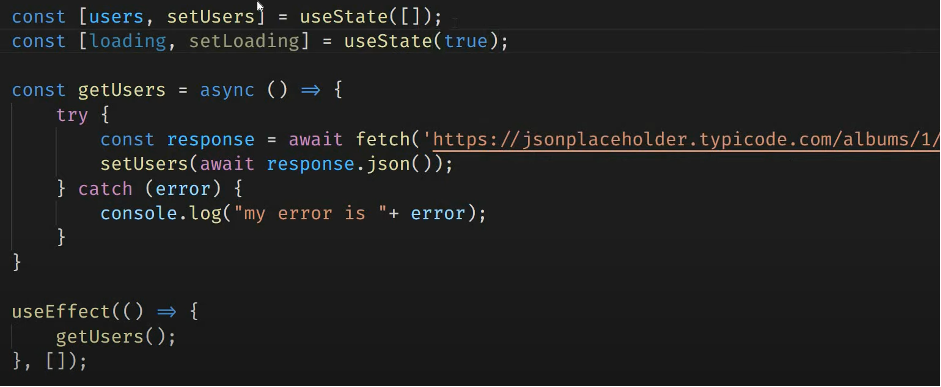 const [users, setUsers] = useState([]);
const [loading, setLoading] = useState(true);
const getUsers = async () => {
try {
const response = await fetch('https://jsonplaceholder.typicode.com/albums/1/
setUsers(await response.json());
} catch (error) {
console.log("my error is "+ error);
}
}
useEffect(() => {
getUsers();
}, []);